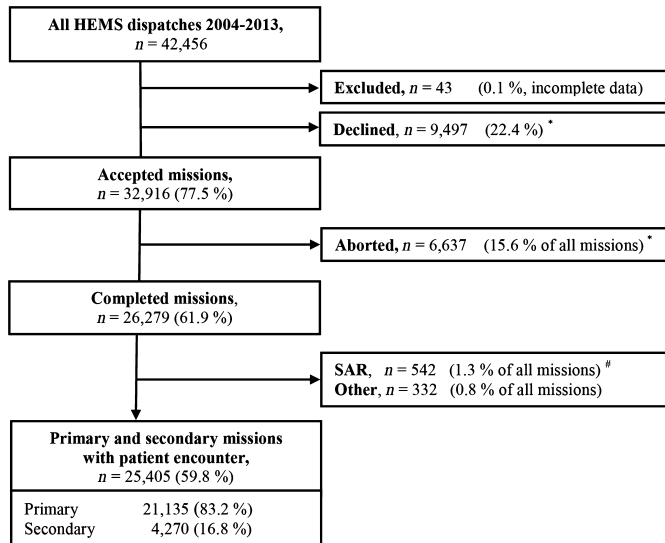 All HEMS dispatches 2004-2013,
n = 42,456
Excluded, n = 43 (0.1 %, incomplete data)
Declined, n = 9,497 (22.4 %) *
Accepted missions,
n = 32,916 (77.5 %)
Aborted, n = 6,637 (15.6 % of all missions) *
Completed missions,
n = 26,279 (61.9 %)
SAR, n = 542 (1.3 % of all missions) #
Other, n = 332 (0.8 % of all missions)
Primary and secondary missions
with patient encounter,
n = 25,405 (59.8 %)
Primary 21,135 (83.2 %)
Secondary 4,270 (16.8 %)